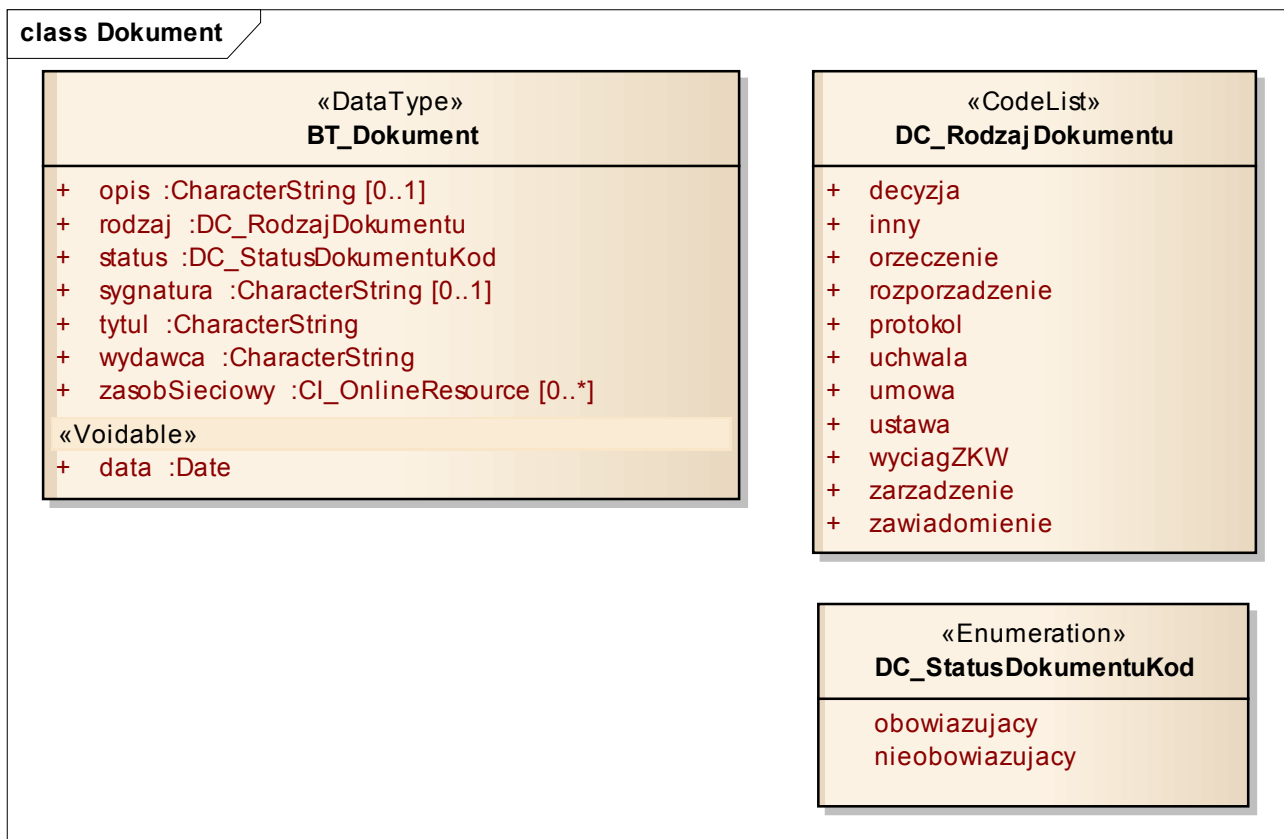 class Dokument
«DataType»
BT_Dokument
+ opis :CharacterString [0..1]
+ rodzaj :DC_RodzajDokumentu
+ status :DC_StatusDokumentuKod
+ sygnatura :CharacterString [0..1]
+ tytul :CharacterString
+ wydawca :CharacterString
+ zasobSieciowy :CI_OnlineResource [0..*]
«Voidable»
+ data :Date
«CodeList»
DC_RodzajDokumentu
+ decyzja
+ inny
+ orzeczenie
+ rozporzadzenie
+ protokol
+ uchwala
+ umowa
+ ustawa
+ wyciagZKW
+ zarzadzenie
+ zawiadomienie
«Enumeration»
DC_StatusDokumentuKod
obowiazujacy
nieobowiazujacy